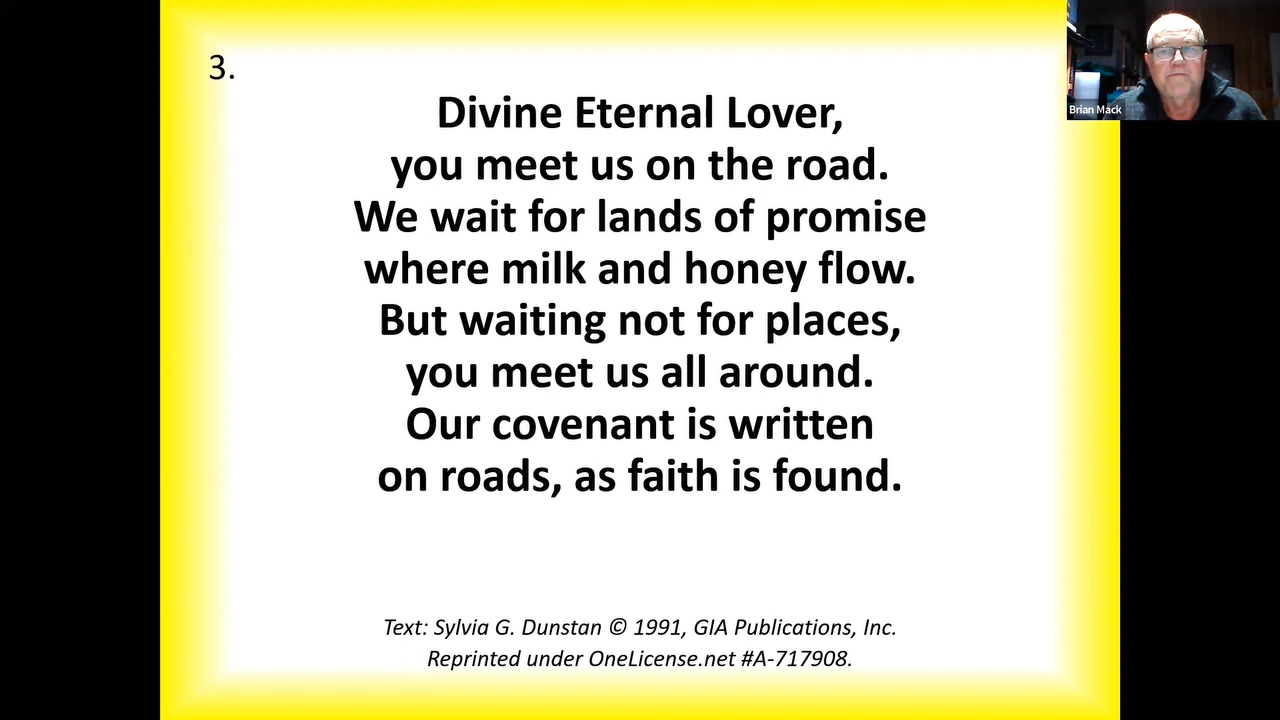 3.
Divine Eternal Lover,
you meet us on the road.
We wait for lands of promise
where milk and honey flow.
But waiting not for places,
you meet us all around.
Our covenant is written
on roads, as faith is found.
Text: Sylvia G. Dunstan © 1991, GIA Publications, Inc.
Reprinted under OneLicense.net #A-717908.
Brian Mack